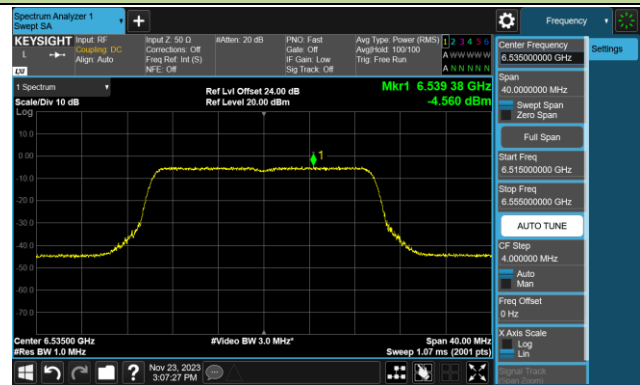 Spectrum Analyzer 1
Swept SA
Frequency
KEYSIGHT
L
LXI
Input: RF
Coupling: DC
Align: Auto
Input Z: 50 Ω
Corrections: Off
Freq Ref: Int (S)
NFE: Off
#Atten: 20 dB
PNO: Fast
Gate: Off
IF Gain: Low
Sig Track: Off
Avg Type: Power (RMS)
Avg|Hold: 100/100
Trig: Free Run
1 2 3 4 5 6
A W W W W W
A N N N N N
Settings
Center Frequency
6.535000000 GHz
Span
40.0000000 MHz
Swept Span
Zero Span
Full Span
Start Freq
6.515000000 GHz
Stop Freq
6.555000000 GHz
AUTO TUNE
CF Step
4.000000 MHz
Auto
Man
Freq Offset
0 Hz
X Axis Scale
Log
Lin
Signal Track
(Span Zoom)
1 Spectrum
Scale/Div 10 dB
Log
Ref Lvl Offset 24.00 dB
Ref Level 20.00 dBm
Mkr1 6.539 38 GHz
-4.560 dBm
10.0
0.00
1
-10.0
-20.0
-30.0
-40.0
-50.0
-60.0
-70.0
Center 6.53500 GHz
#Res BW 1.0 MHz
#Video BW 3.0 MHz*
Span 40.00 MHz
Sweep 1.07 ms (2001 pts)
?
Nov 23, 2023
3:07:27 PM